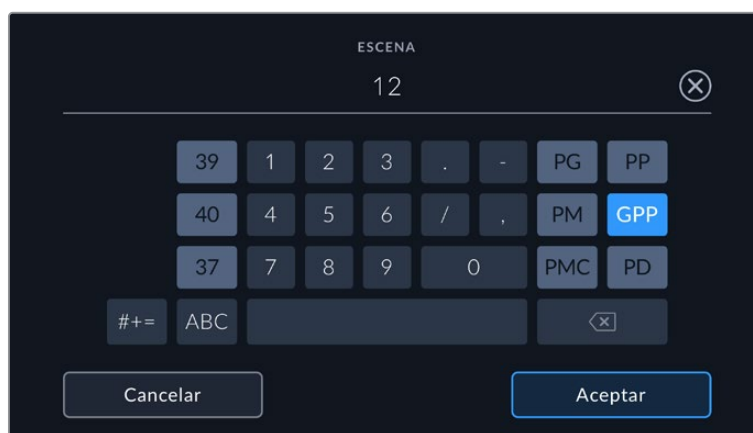 ESCENA
12
39 1 2 3 . - PG PP
40 4 5 6 / , PM GPP
37 7 8 9 0 PMC PD
#+= ABC
Cancelar Aceptar